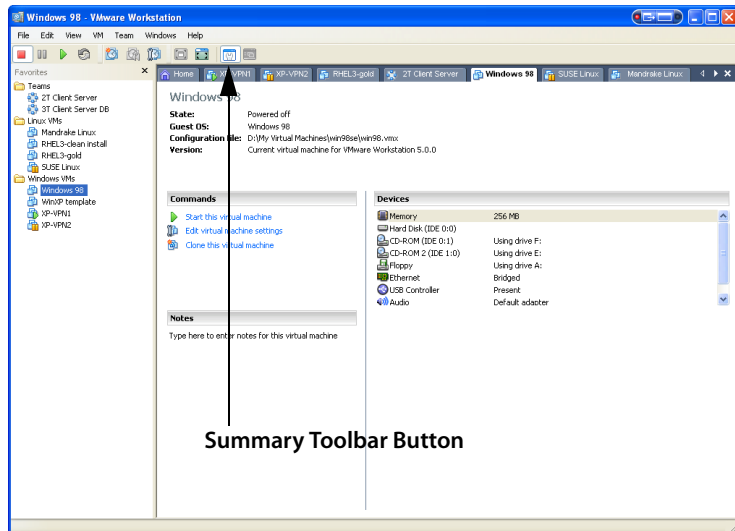 Windows 98 - VMware Workstation
File Edit View VM Team Windows Help
Favorites
Teams
2T Client Server
3T Client Server DB
Linux VMs
Mandrake Linux
RHEL3-clean install
RHEL3-gold
SUSE Linux
Windows VMs
Windows 98
WinXP template
XP-VPN1
XP-VPN2
Home XP-VPN1 XP-VPN2 RHEL3-gold 2T Client Server Windows 98 SUSE Linux Mandrake Linux
Windows 98
State: Powered off
Guest OS: Windows 98
Configuration file: D:\My Virtual Machines\win98se\win98.vmx
Version: Current virtual machine for VMware Workstation 5.0.0
Commands
Start this virtual machine
Edit virtual machine settings
Clone this virtual machine
Notes
Type here to enter notes for this virtual machine
Devices
Memory 256 MB
Hard Disk (IDE 0:0)
CD-ROM (IDE 0:1) Using drive F:
CD-ROM 2 (IDE 1:0) Using drive E:
Floppy Using drive A:
Ethernet Bridged
USB Controller Present
Audio Default adapter
Summary Toolbar Button